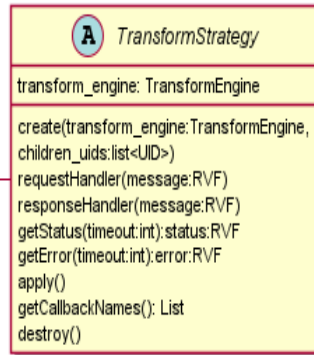 A TransformStrategy
transform_engine: TransformEngine
create(transform_engine:TransformEngine,
children_uids:list<UID>)
requestHandler(message:RVF)
responseHandler(message:RVF)
getStatus(timeout:int):status:RVF
getError(timeout:int):error:RVF
apply()
getCallbackNames(): List
destroy()